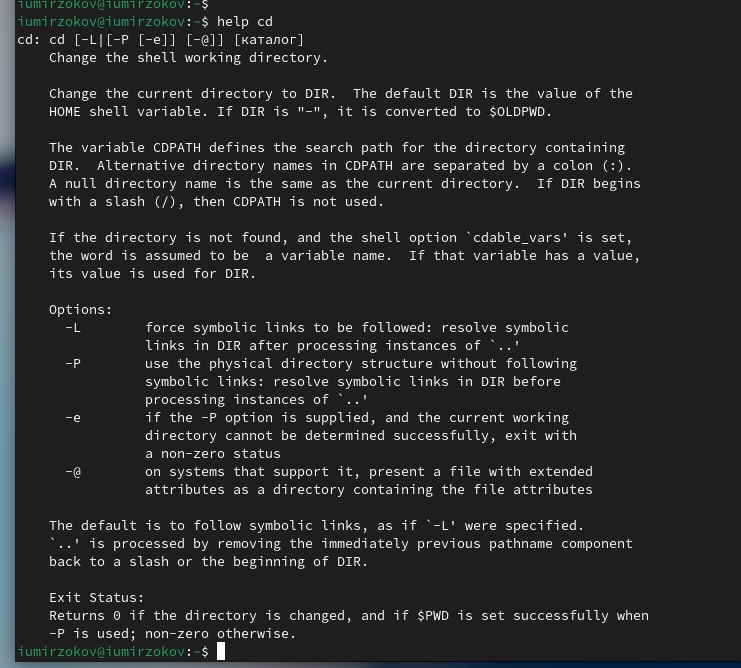 iumirzokov@iumirzokov:~$
iumirzokov@iumirzokov:~$ help cd
cd: cd [-L|[-P [-e]] [-@]] [каталог]
    Change the shell working directory.

    Change the current directory to DIR.  The default DIR is the value of the
    HOME shell variable. If DIR is "-", it is converted to $OLDPWD.

    The variable CDPATH defines the search path for the directory containing
    DIR.  Alternative directory names in CDPATH are separated by a colon (:).
    A null directory name is the same as the current directory.  If DIR begins
    with a slash (/), then CDPATH is not used.

    If the directory is not found, and the shell option `cdable_vars' is set,
    the word is assumed to be  a variable name.  If that variable has a value,
    its value is used for DIR.

    Options:
      -L        force symbolic links to be followed: resolve symbolic
                links in DIR after processing instances of `..'
      -P        use the physical directory structure without following
                symbolic links: resolve symbolic links in DIR before
                processing instances of `..'
      -e        if the -P option is supplied, and the current working
                directory cannot be determined successfully, exit with
                a non-zero status
      -@        on systems that support it, present a file with extended
                attributes as a directory containing the file attributes

    The default is to follow symbolic links, as if `-L' were specified.
    `..' is processed by removing the immediately previous pathname component
    back to a slash or the beginning of DIR.

    Exit Status:
    Returns 0 if the directory is changed, and if $PWD is set successfully when
    -P is used; non-zero otherwise.
iumirzokov@iumirzokov:~$